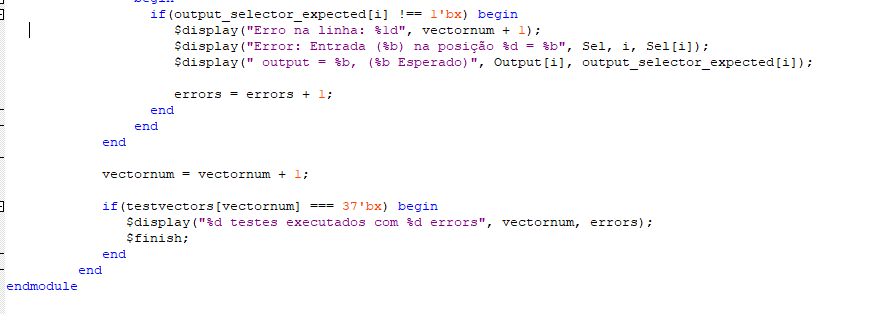 begin
if(output_selector_expected[i] !== 1'bx) begin
$display("Erro na linha: %1d", vectornum + 1);
$display("Error: Entrada (%b) na posição %d = %b", Sel, i, Sel[i]);
$display(" output = %b, (%b Esperado)", Output[i], output_selector_expected[i]);
errors = errors + 1;
end
end
end
vectornum = vectornum + 1;
if(testvectors[vectornum] === 37'bx) begin
$display("%d testes executados com %d errors", vectornum, errors);
$finish;
end
end
endmodule